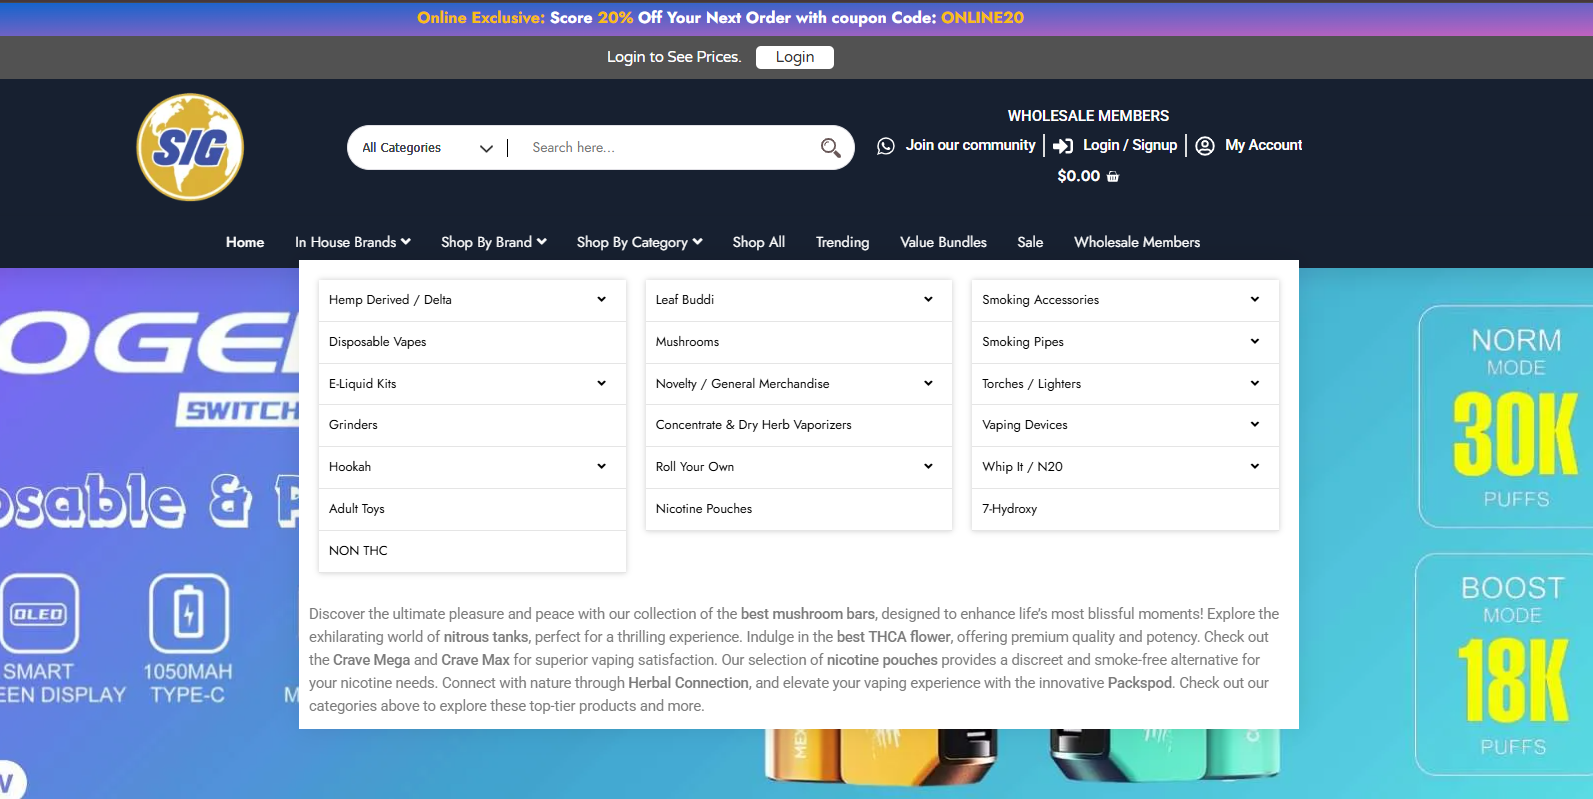 Online Exclusive: Score 20% Off Your Next Order with coupon Code: ONLINE20
Login to See Prices. Login
SIG
All Categories
Search here...
WHOLESALE MEMBERS
Join our community
Login / Signup
My Account
$0.00
Home In House Brands Shop By Brand Shop By Category Shop All Trending Value Bundles Sale Wholesale Members
Hemp Derived / Delta
Disposable Vapes
E-Liquid Kits
Grinders
Hookah
Adult Toys
NON THC
Leaf Buddi
Mushrooms
Novelty / General Merchandise
Concentrate & Dry Herb Vaporizers
Roll Your Own
Nicotine Pouches
Smoking Accessories
Smoking Pipes
Torches / Lighters
Vaping Devices
Whip It / N20
7-Hydroxy
Discover the ultimate pleasure and peace with our collection of the best mushroom bars, designed to enhance life's most blissful moments! Explore the
exhilarating world of nitrous tanks, perfect for a thrilling experience. Indulge in the best THCA flower, offering premium quality and potency. Check out
the Crave Mega and Crave Max for superior vaping satisfaction. Our selection of nicotine pouches provides a discreet and smoke-free alternative for
your nicotine needs. Connect with nature through Herbal Connection, and elevate your vaping experience with the innovative Packspod. Check out our
categories above to explore these top-tier products and more.
OGE
SWITCH
osable & P
OLED
SMART
EEN DISPLAY
1050MAH
TYPE-C
NORM
MODE
30K
PUFFS
BOOST
MODE
18K
PUFFS
MEX